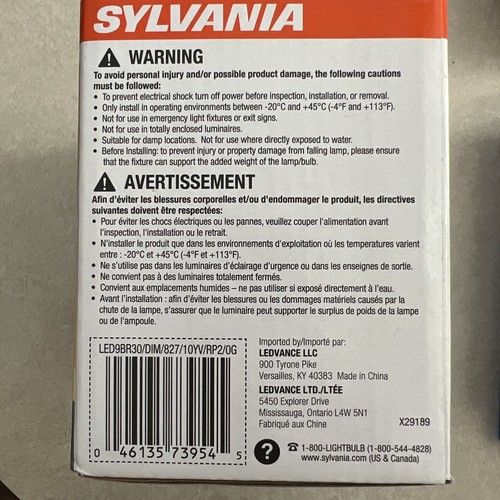 SYLVANIA
WARNING
To avoid personal injury and/or possible product damage, the following cautions
must be followed:
• To prevent electrical shock turn off power before inspection, installation, or removal.
• Only install in operating environments between -20°C and +45°C (-4°F and +113°F).
• Not for use in emergency light fixtures or exit signs.
• Not for use in totally enclosed luminaires.
• Suitable for damp locations. Not for use where directly exposed to water.
• Before Installing: to prevent injury or property damage from falling lamp, please ensure
that the fixture can support the added weight of the lamp/bulb.
AVERTISSEMENT
Afin d'éviter les blessures corporelles et/ou d'endommager le produit, les directives
suivantes doivent être respectées:
• Pour éviter les chocs électriques ou les pannes, veuillez couper l'alimentation avant
l'inspection, l'installation ou le retrait.
• N'installer le produit que dans les environnements d'exploitation où les températures varient
entre : -20°C et +45°C (-4°F et +113°F).
• Ne s'utilise pas dans les luminaires d'éclairage d'urgence ou dans les enseignes de sortie.
• Ne convient pas à des luminaires totalement fermés.
• Convient aux emplacements humides – ne pas utiliser si exposé directement à l'eau.
• Avant l'installation : afin d'éviter les blessures ou les dommages matériels causés par la
chute de la lampe, s'assurer que le luminaire peut supporter le surplus de poids de la lampe
ou de l'ampoule.
LED9BR30/DIM/827/10YV/RP2/0G
0 46135 73954 5
Imported by/Importé par:
LEDVANCE LLC
900 Tyrone Pike
Versailles, KY 40383 Made in China
LEDVANCE LTD./LTÉE
5450 Explorer Drive
Mississauga, Ontario L4W 5N1
Fabriqué aux Chine X29189
? ☎ 1-800-LIGHTBULB (1-800-544-4828)
www.sylvania.com (US & Canada)